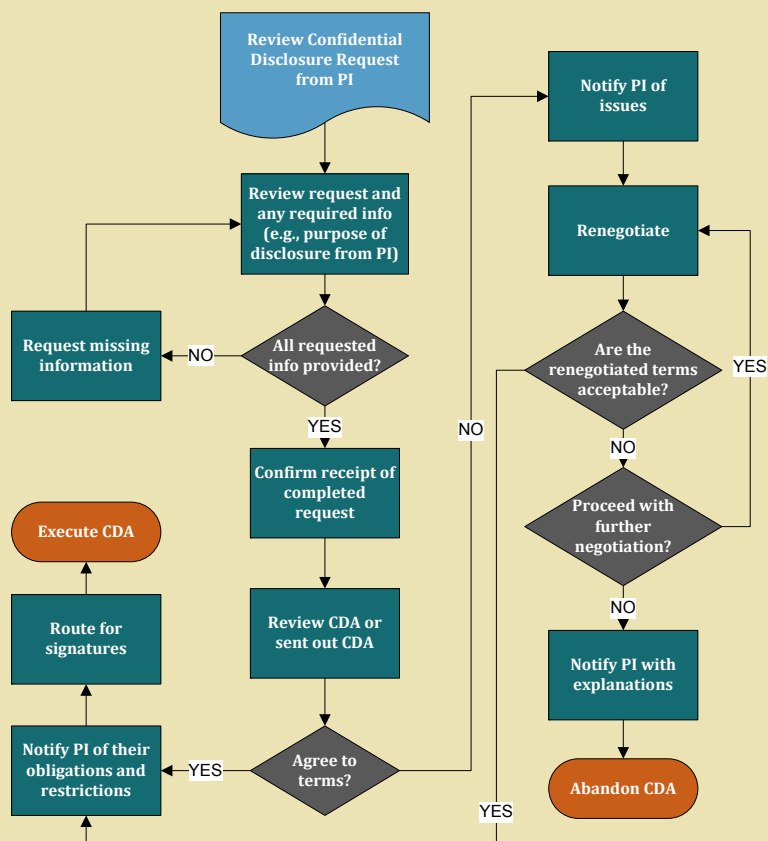 Review Confidential
Disclosure Request
from PI
Review request and
any required info
(e.g., purpose of
disclosure from PI)
Request missing
information
NO
All requested
info provided?
YES
Confirm receipt of
completed
request
Review CDA or
sent out CDA
Agree to
terms?
YES
Notify PI of their
obligations and
restrictions
Route for
signatures
Execute CDA
NO
Notify PI of
issues
Renegotiate
Are the
renegotiated terms
acceptable?
YES
NO
Proceed with
further
negotiation?
YES
NO
Notify PI with
explanations
Abandon CDA